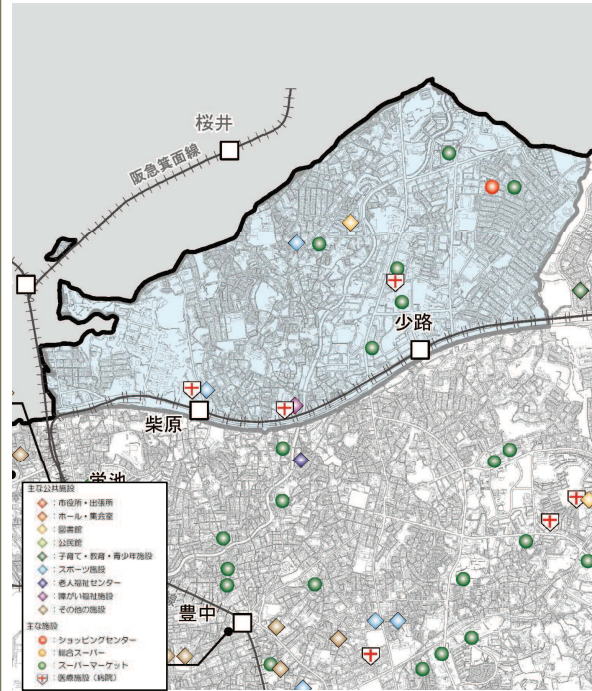 桜井
阪急箕面線
少路
柴原
蛍池
主な公共施設
：市役所・出張所
：ホール・集会室
：図書館
：公民館
：子育て・教育・青少年施設
：スポーツ施設
：老人福祉センター
：障がい福祉施設
：その他の施設
豊中
主な施設
：ショッピングセンター
：総合スーパー
：スーパーマーケット
：医療施設（病院）